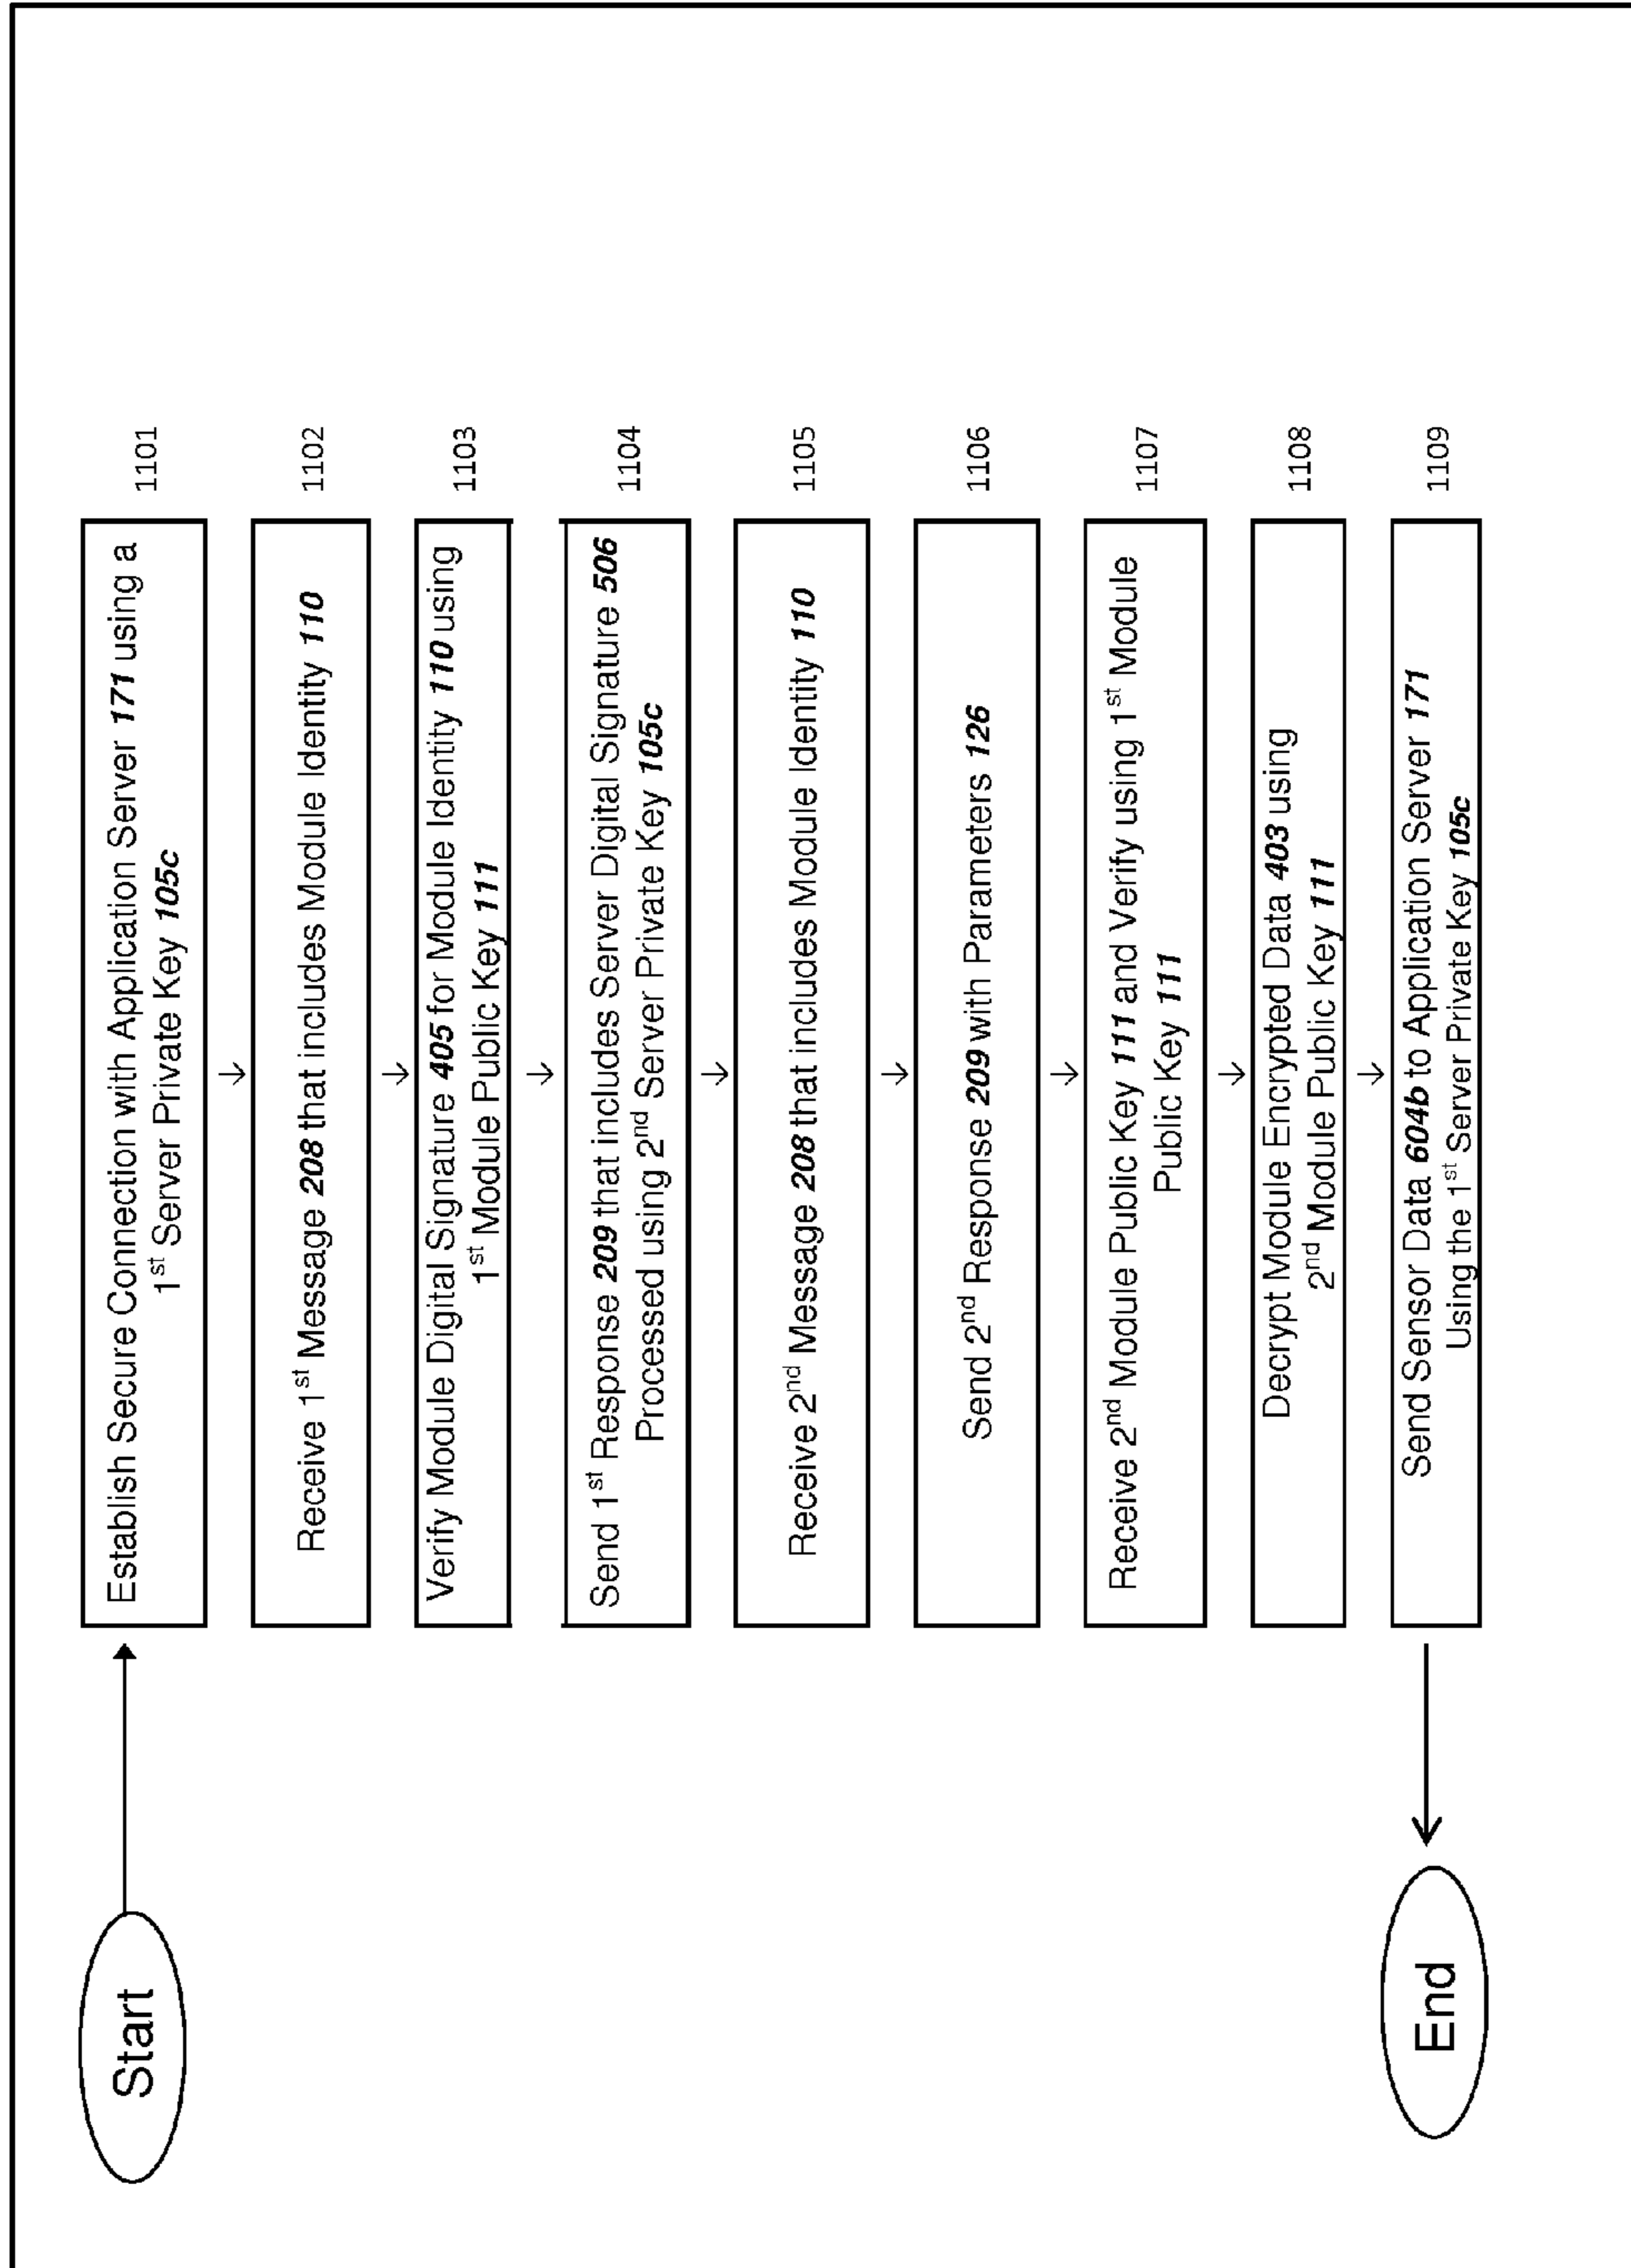 Start
Establish Secure Connection with Application Server 171 using a
1st Server Private Key 105c
1101
Receive 1st Message 208 that includes Module Identity 110
1102
Verify Module Digital Signature 405 for Module Identity 110 using
1st Module Public Key 111
1103
Send 1st Response 209 that includes Server Digital Signature 506
Processed using 2nd Server Private Key 105c
1104
Receive 2nd Message 208 that includes Module Identity 110
1105
Send 2nd Response 209 with Parameters 126
1106
Receive 2nd Module Public Key 111 and Verify using 1st Module
Public Key 111
1107
Decrypt Module Encrypted Data 403 using
2nd Module Public Key 111
1108
Send Sensor Data 604b to Application Server 171
Using the 1st Server Private Key 105c
1109
End